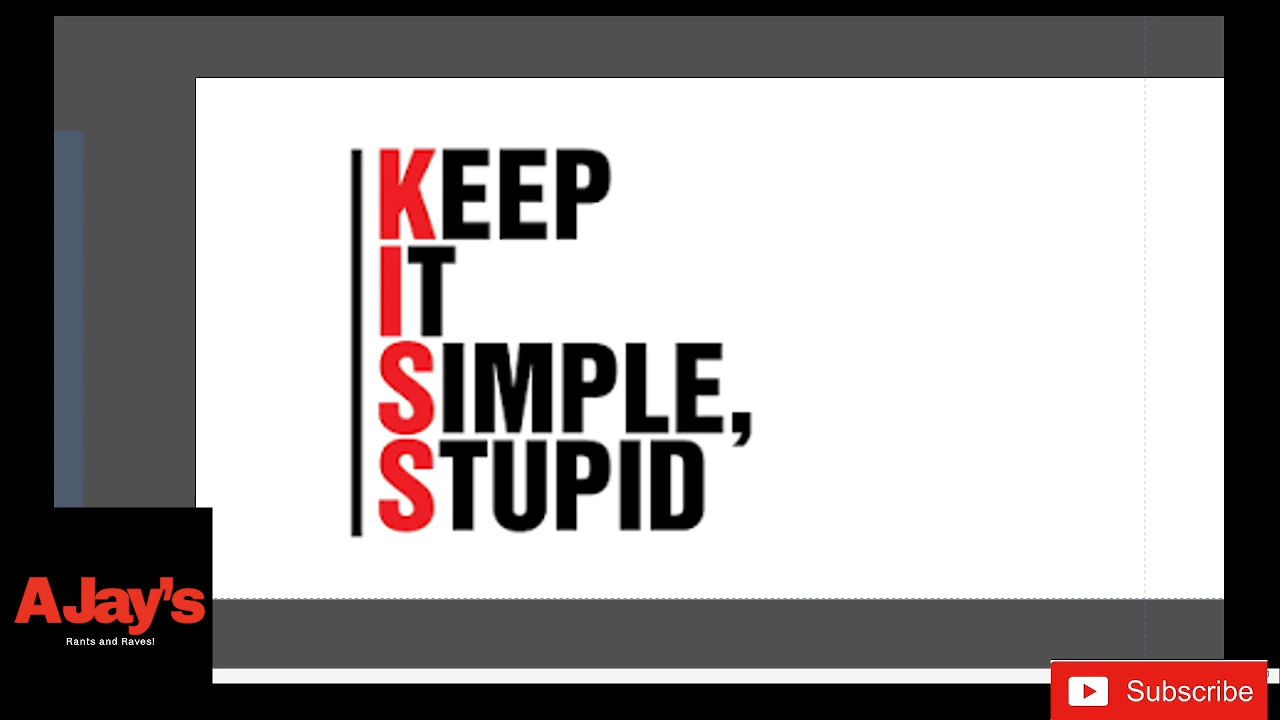 KEEP
IT
SIMPLE,
STUPID
AJay's
Rants and Raves!
Subscribe